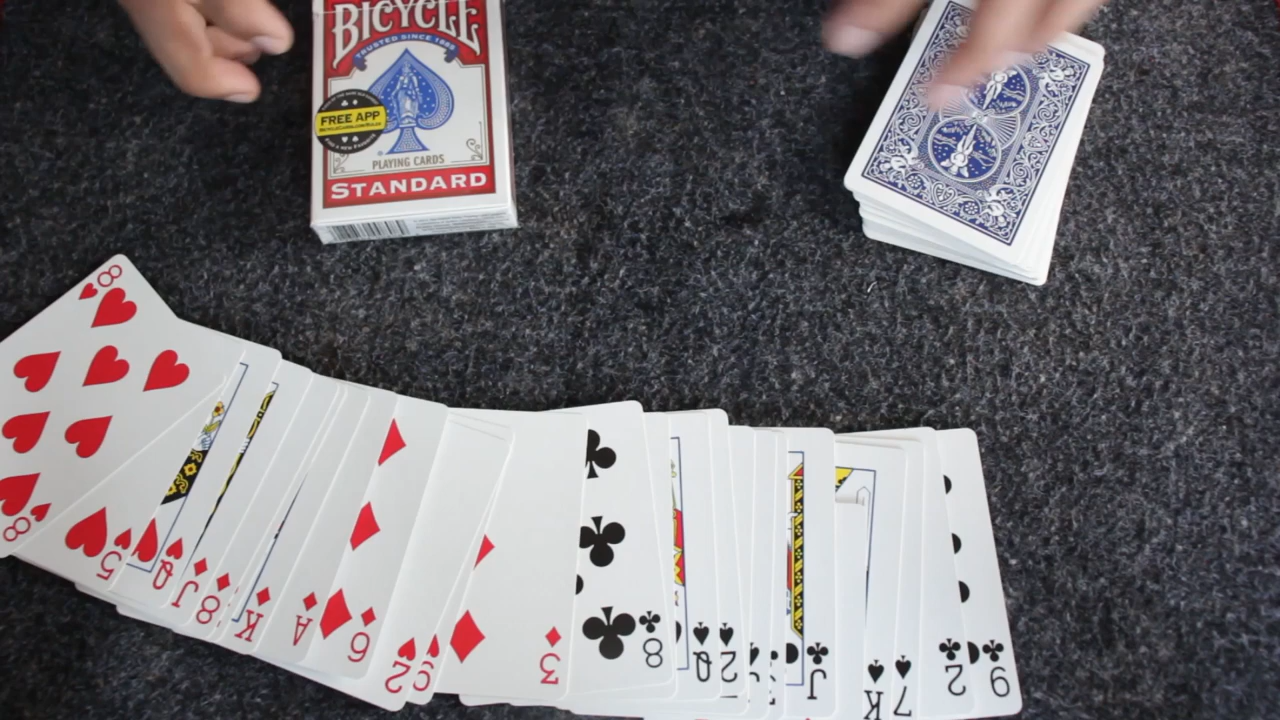 BICYCLE
TRUSTED SINCE 1885
FREE APP
PLAYING CARDS
STANDARD
8
8
5
Q
J
8
K
A
6
2
3
8
Q
2
J
K
7
2
9